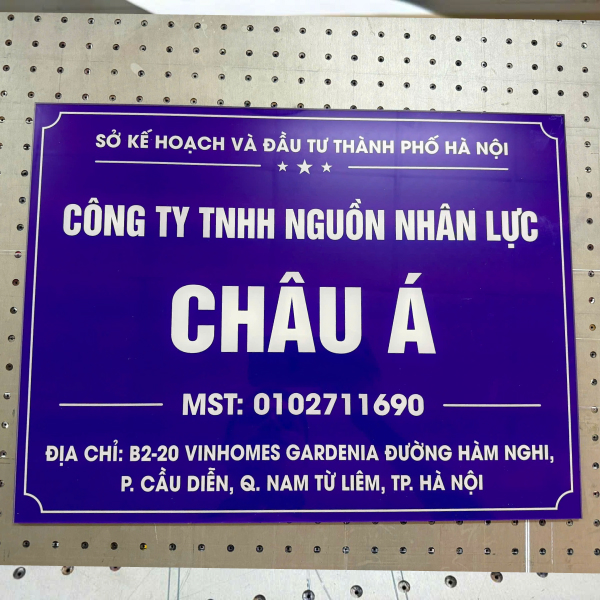 SỞ KẾ HOẠCH VÀ ĐẦU TƯ THÀNH PHỐ HÀ NỘI
CÔNG TY TNHH NGUỒN NHÂN LỰC
CHÂU Á
MST: 0102711690
ĐỊA CHỈ: B2-20 VINHOMES GARDENIA ĐƯỜNG HÀM NGHI,
P. CẦU DIỄN, Q. NAM TỪ LIÊM, TP. HÀ NỘI